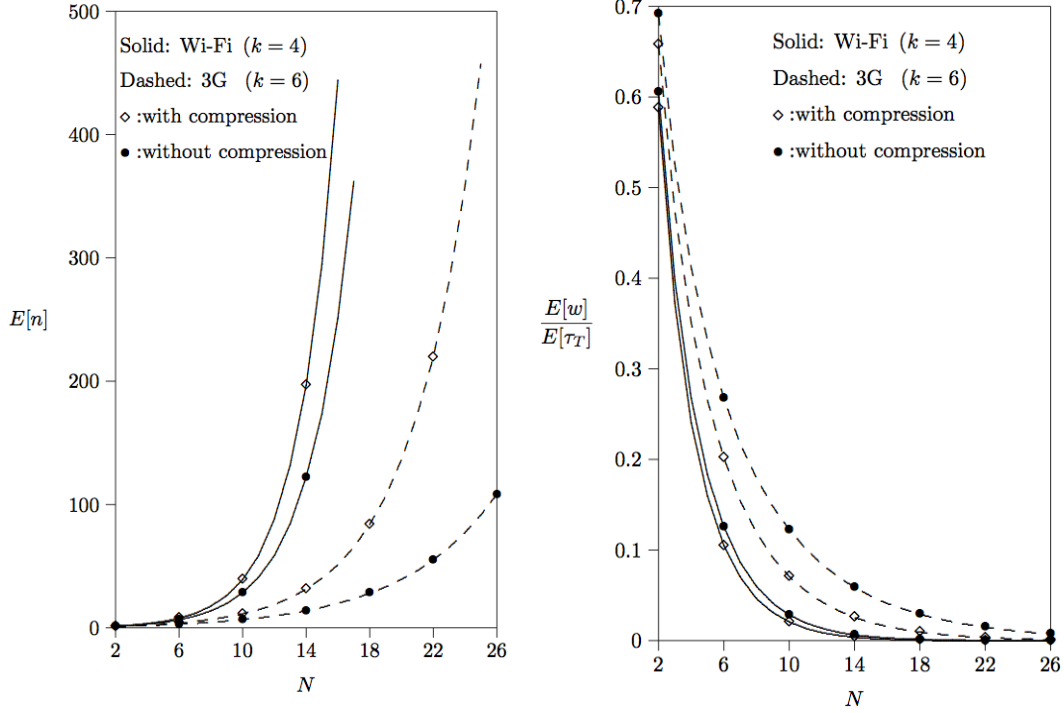 500
400
300
200
100
0
E[n]
Solid: Wi-Fi (k = 4)
Dashed: 3G (k = 6)
◇ :with compression
● :without compression
2 6 10 14 18 22 26
N
0.7
0.6
0.5
0.4
0.3
0.2
0.1
0
E[w]
E[τ_T]
Solid: Wi-Fi (k = 4)
Dashed: 3G (k = 6)
◇ :with compression
● :without compression
2 6 10 14 18 22 26
N